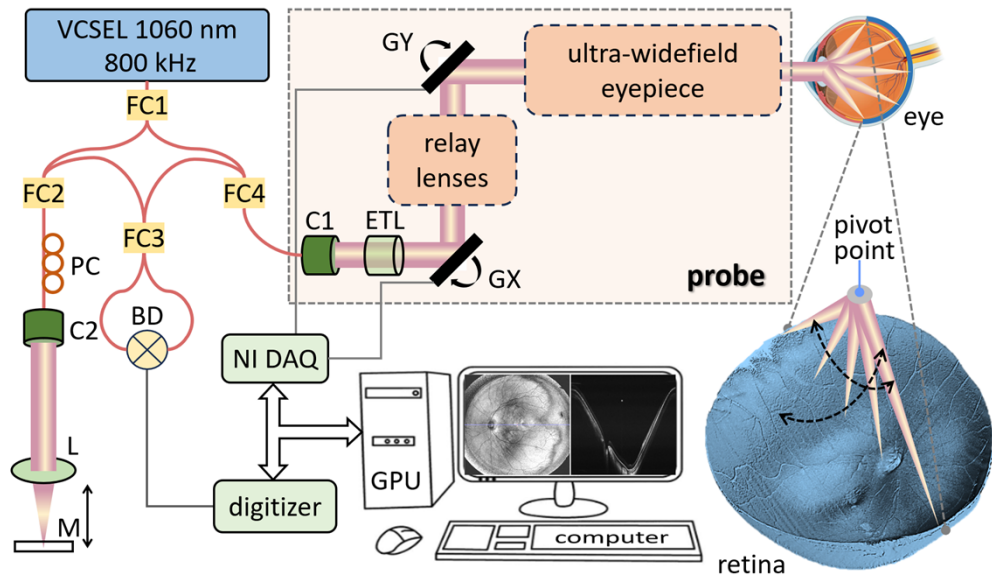 VCSEL 1060 nm
800 kHz
FC1
FC2
FC3
FC4
PC
C2
BD
L
M
NI DAQ
digitizer
GPU
computer
C1
ETL
GX
GY
relay
lenses
ultra-widefield
eyepiece
probe
eye
pivot
point
retina